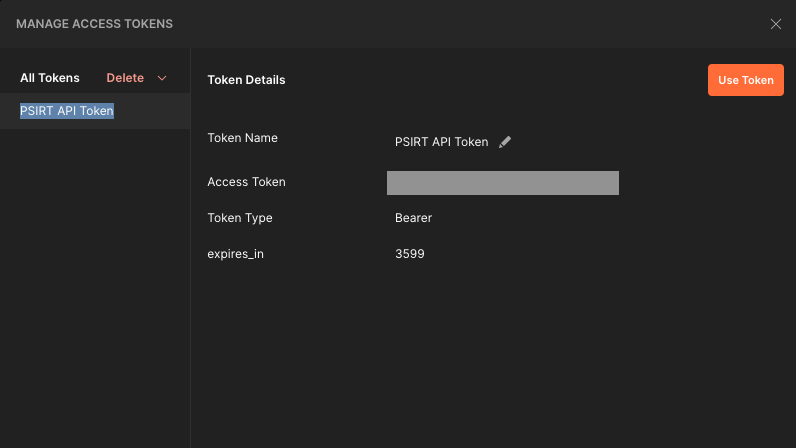 MANAGE ACCESS TOKENS
All Tokens Delete
PSIRT API Token
Token Details
Use Token
Token Name PSIRT API Token
Access Token
Token Type Bearer
expires_in 3599